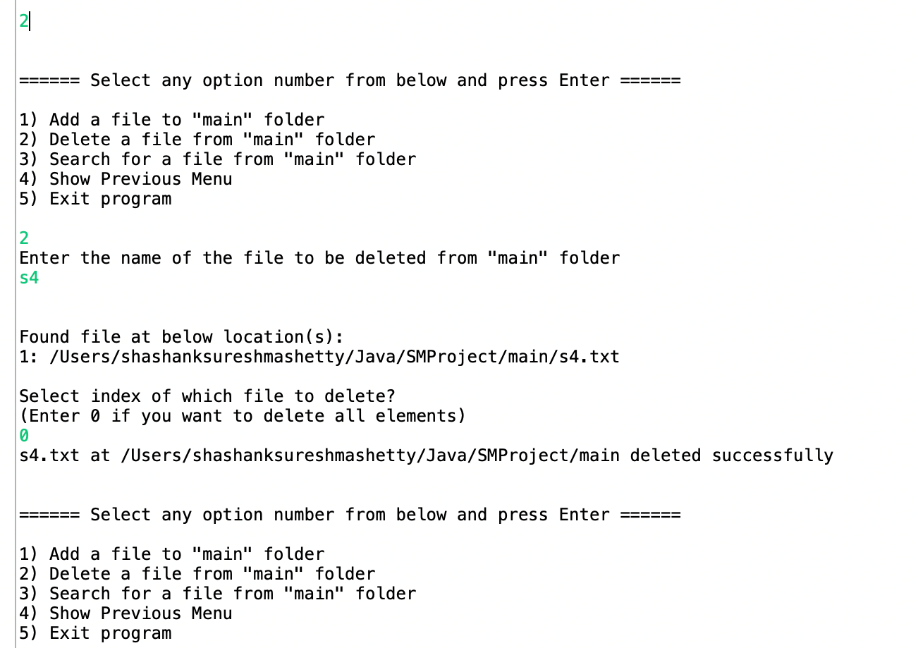 2
====== Select any option number from below and press Enter ======
1) Add a file to "main" folder
2) Delete a file from "main" folder
3) Search for a file from "main" folder
4) Show Previous Menu
5) Exit program
2
Enter the name of the file to be deleted from "main" folder
s4
Found file at below location(s):
1: /Users/shashanksureshmashetty/Java/SMProject/main/s4.txt
Select index of which file to delete?
(Enter 0 if you want to delete all elements)
0
s4.txt at /Users/shashanksureshmashetty/Java/SMProject/main deleted successfully
====== Select any option number from below and press Enter ======
1) Add a file to "main" folder
2) Delete a file from "main" folder
3) Search for a file from "main" folder
4) Show Previous Menu
5) Exit program